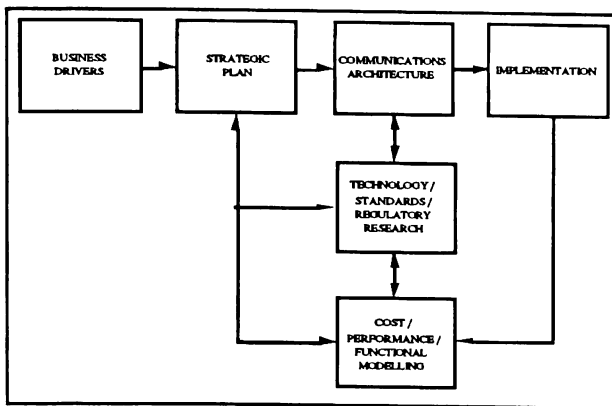 BUSINESS
DRIVERS
STRATEGIC
PLAN
COMMUNICATIONS
ARCHITECTURE
IMPLEMENTATION
TECHNOLOGY /
STANDARDS /
REGULATORY
RESEARCH
COST /
PERFORMANCE /
FUNCTIONAL
MODELLING